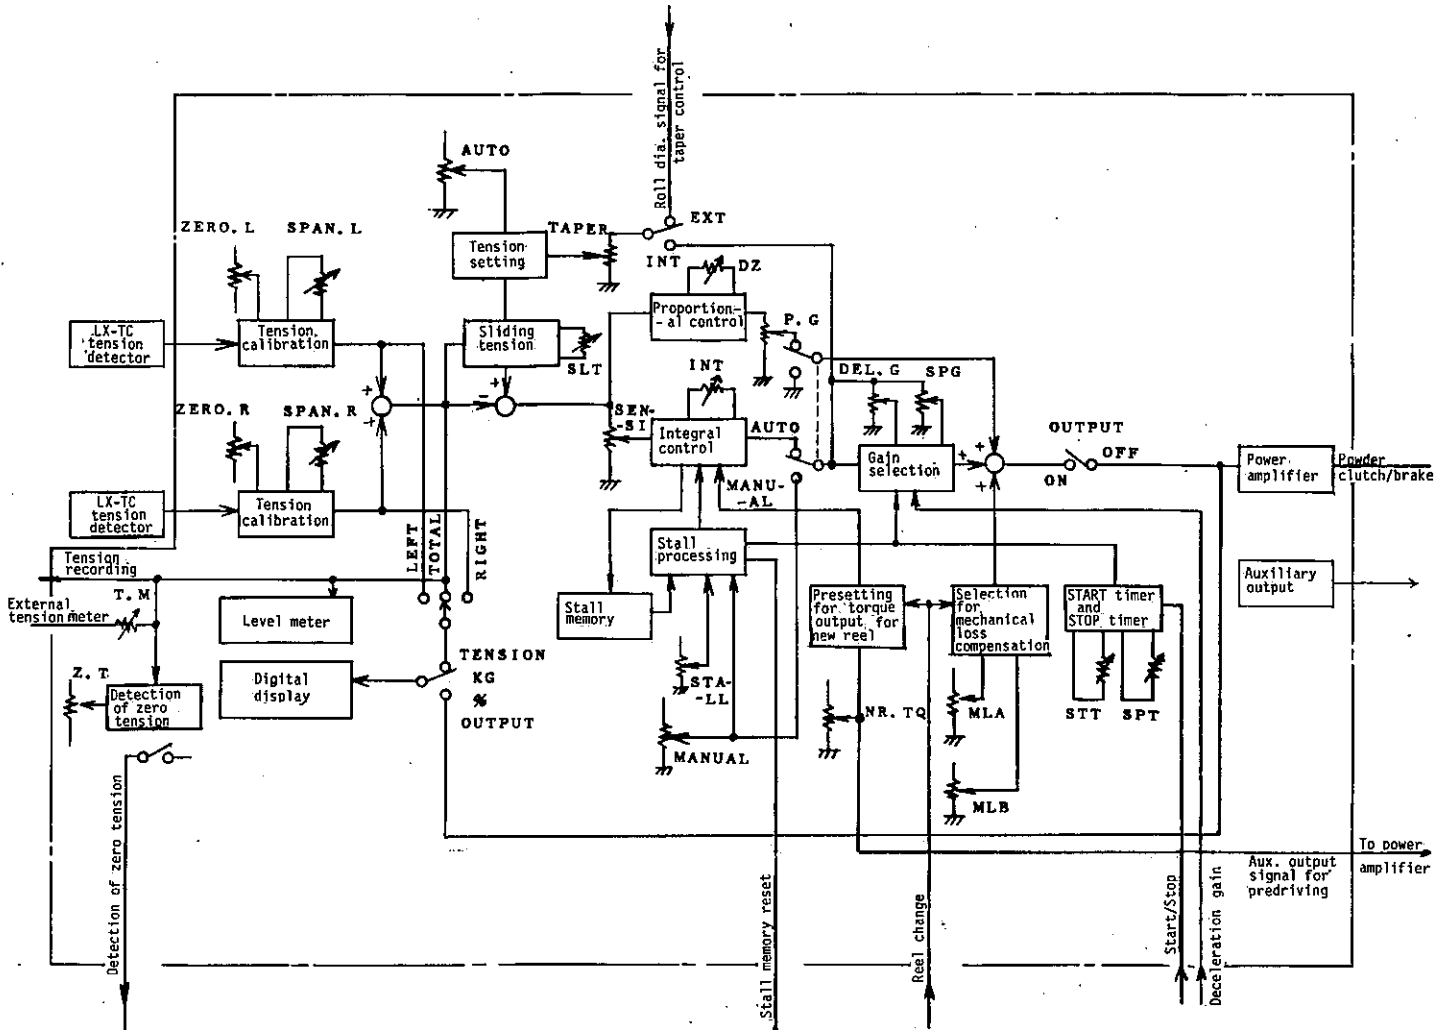 Roll dia. signal for
taper control
AUTO
ZERO. L
SPAN. L
TAPER
EXT
INT
Tension
setting
DZ
LX-TC
tension
detector
Tension
calibration
Sliding
tension
SLT
Proportion-
-al control
P. G
INT
DEL. G
SPG
ZERO. R
SPAN. R
SEN-
-SI
Integral
control
AUTO
MANU-
-AL
Gain
selection
OUTPUT
OFF
ON
Power
amplifier
Powder
clutch/brake
LX-TC
tension
detector
Tension
calibration
LEFT
TOTAL
RIGHT
Stall
processing
Tension
recording
T. M
External
tension meter
Level meter
Stall
memory
Presetting
for torque
output for
new reel
Selection
for
mechanical
loss
compensation
START timer
and
STOP timer
Auxiliary
output
Z. T
Detection
of zero
tension
Digital
display
TENSION
KG
%
OUTPUT
STA-
-LL
MANUAL
NR. TQ
MLA
STT
SPT
MLB
Detection of zero tension
Stall memory reset
Reel change
Start/Stop
Deceleration gain
Aux. output
signal for
predriving
To power
amplifier